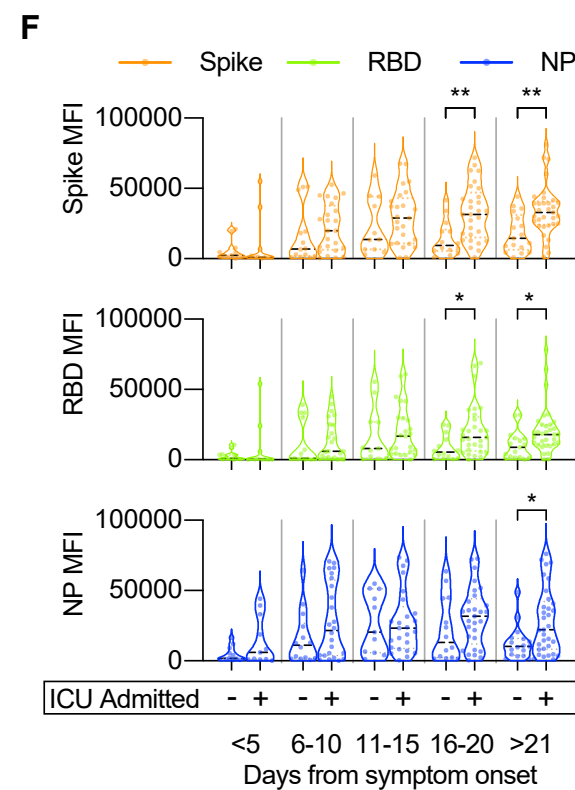 F
Spike RBD NP
** **
Spike MFI
100000
50000
0
* *
RBD MFI
100000
50000
0
*
NP MFI
100000
50000
0
ICU Admitted - + - + - + - + - +
<5 6-10 11-15 16-20 >21
Days from symptom onset